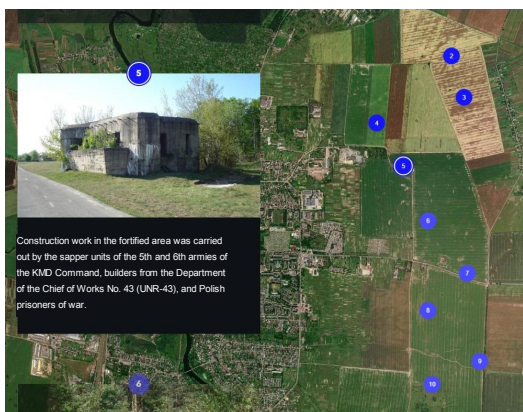 5
2
3
4
5
Construction work in the fortified area was carried
out by the sapper units of the 5th and 6th armies of
the KMD Command, builders from the Department
of the Chief of Works No. 43 (UNR-43), and Polish
prisoners of war.
6
7
8
9
10
6